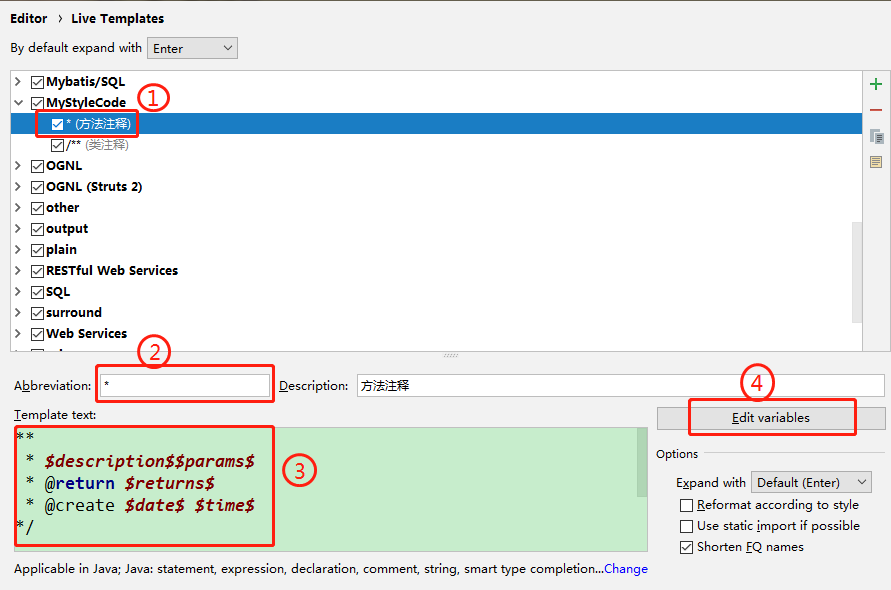 Editor › Live Templates
By default expand with Enter
Mybatis/SQL
MyStyleCode ①
* (方法注释)
/** (类注释)
OGNL
OGNL (Struts 2)
other
output
plain
RESTful Web Services
SQL
surround
Web Services
②
Abbreviation: * Description: 方法注释
④
Template text:
Edit variables
**
* $description$$params$
* @return $returns$
* @create $date$ $time$
*/
③
Options
Expand with Default (Enter)
Reformat according to style
Use static import if possible
Shorten FQ names
Applicable in Java; Java: statement, expression, declaration, comment, string, smart type completion...Change